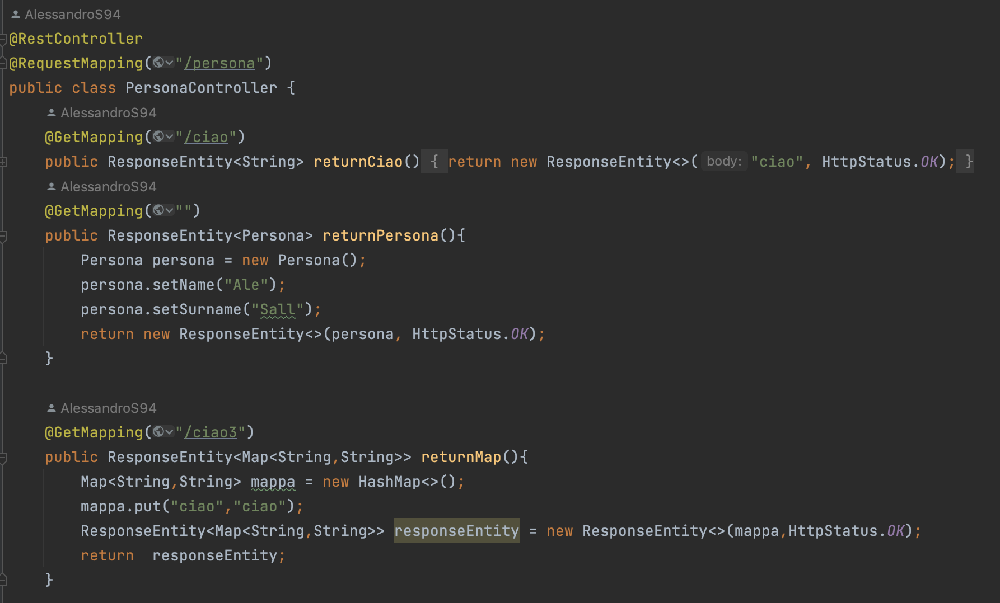 AlessandroS94
@RestController
@RequestMapping("/persona")
public class PersonaController {
AlessandroS94
@GetMapping("/ciao")
public ResponseEntity<String> returnCiao() { return new ResponseEntity<>( body: "ciao", HttpStatus.OK); }
AlessandroS94
@GetMapping("")
public ResponseEntity<Persona> returnPersona(){
Persona persona = new Persona();
persona.setName("Ale");
persona.setSurname("Sall");
return new ResponseEntity<>(persona, HttpStatus.OK);
}
AlessandroS94
@GetMapping("/ciao3")
public ResponseEntity<Map<String,String>> returnMap(){
Map<String,String> mappa = new HashMap<>();
mappa.put("ciao","ciao");
ResponseEntity<Map<String,String>> responseEntity = new ResponseEntity<>(mappa,HttpStatus.OK);
return  responseEntity;
}